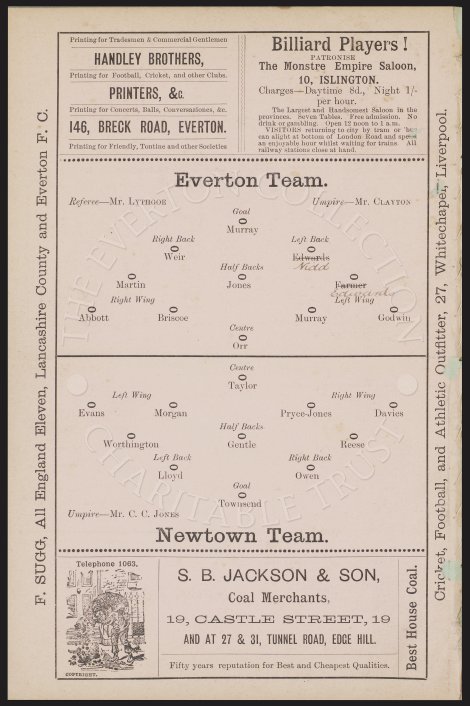 Printing for Tradesmen & Commercial Gentlemen
HANDLEY BROTHERS,
Printing for Football, Cricket, and other Clubs.
PRINTERS, &c.
Printing for Concerts, Balls, Conversaziones, &c.
146, BRECK ROAD, EVERTON.
Printing for Friendly, Tontine and other Societies
Billiard Players!
PATRONISE
The Monstre Empire Saloon,
10, ISLINGTON.
Charges—Daytime 8d., Night 1/-
per hour.
The Largest and Handsomest Saloon in the
provinces. Seven Tables. Free admission. No
drink or gambling. Open 12 noon to 1 a.m.
VISITORS returning to city by tram or 'bus
can alight at bottom of London Road and spend
an enjoyable hour whilst waiting for trains All
railway stations close at hand.
F. SUGG, All England Eleven, Lancashire County and Everton F. C.
Everton Team.
Referee—Mr. Lythgoe
Umpire—Mr. Clayton
Goal
Murray
Right Back
Left Back
Weir
Edwards
Half Backs
Martin
Jones
Farmer
Edwards
Right Wing
Left Wing
Abbott
Briscoe
Murray
Godwin
Centre
Orr
Centre
Taylor
Left Wing
Right Wing
Evans
Morgan
Pryce-Jones
Davies
Half Backs
Worthington
Gentle
Reese
Left Back
Right Back
Lloyd
Owen
Goal
Townsend
Umpire—Mr. C. C. Jones
Newtown Team.
Cricket, Football, and Athletic Outfitter, 27, Whitechapel, Liverpool.
Telephone 1063.
COPYRIGHT.
S. B. JACKSON & SON,
Coal Merchants,
19, CASTLE STREET, 19
AND AT 27 & 31, TUNNEL ROAD, EDGE HILL.
Fifty years reputation for Best and Cheapest Qualities.
Best House Coal.
THE EVERTON COLLECTION
CHARITABLE TRUST